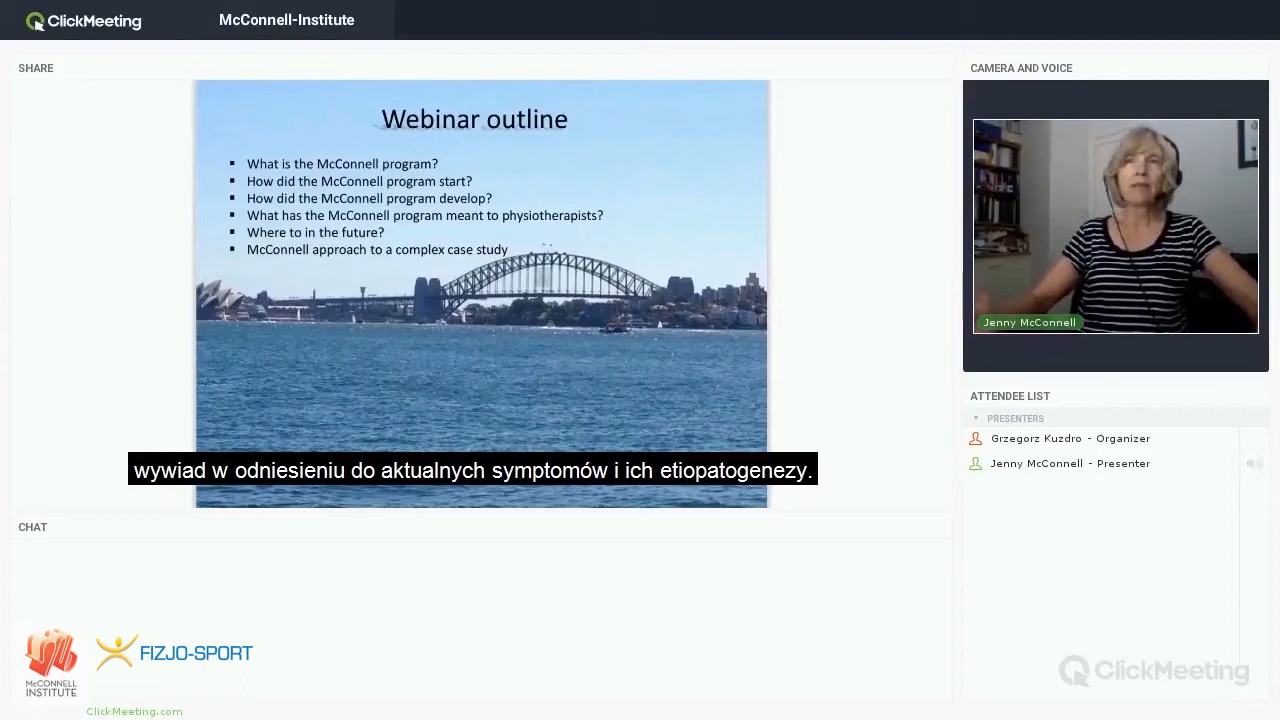 ClickMeeting
McConnell-Institute
SHARE
Webinar outline
▪ What is the McConnell program?
▪ How did the McConnell program start?
▪ How did the McConnell program develop?
▪ What has the McConnell program meant to physiotherapists?
▪ Where to in the future?
▪ McConnell approach to a complex case study
wywiad w odniesieniu do aktualnych symptomów i ich etiopatogenezy.
CAMERA AND VOICE
Jenny McConnell
ATTENDEE LIST
PRESENTERS
Grzegorz Kuzdro - Organizer
Jenny McConnell - Presenter
CHAT
McCONNELL
INSTITUTE
FIZJO-SPORT
ClickMeeting
ClickMeeting.com